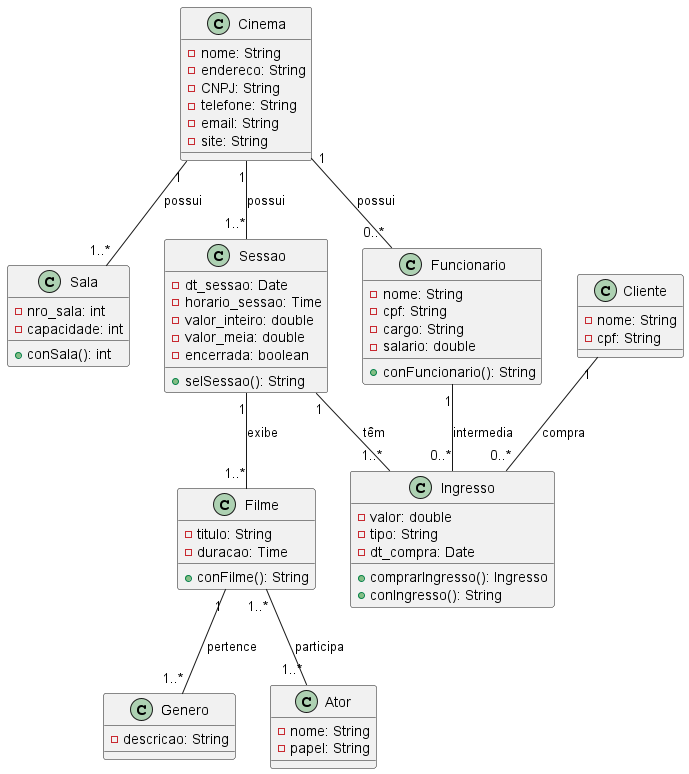 C Cinema
nome: String
endereco: String
CNPJ: String
telefone: String
email: String
site: String
1
1
1
possui
possui
possui
1..*
1..*
0..*
C Sala
nro_sala: int
capacidade: int
conSala(): int
C Sessao
dt_sessao: Date
horario_sessao: Time
valor_inteiro: double
valor_meia: double
encerrada: boolean
selSessao(): String
C Funcionario
nome: String
cpf: String
cargo: String
salario: double
conFuncionario(): String
C Cliente
nome: String
cpf: String
1
1
1
1
exibe
têm
intermedia
compra
1..*
1..*
0..*
0..*
C Filme
titulo: String
duracao: Time
conFilme(): String
C Ingresso
valor: double
tipo: String
dt_compra: Date
comprarIngresso(): Ingresso
conIngresso(): String
1
1..*
pertence
participa
1..*
1..*
C Genero
descricao: String
C Ator
nome: String
papel: String